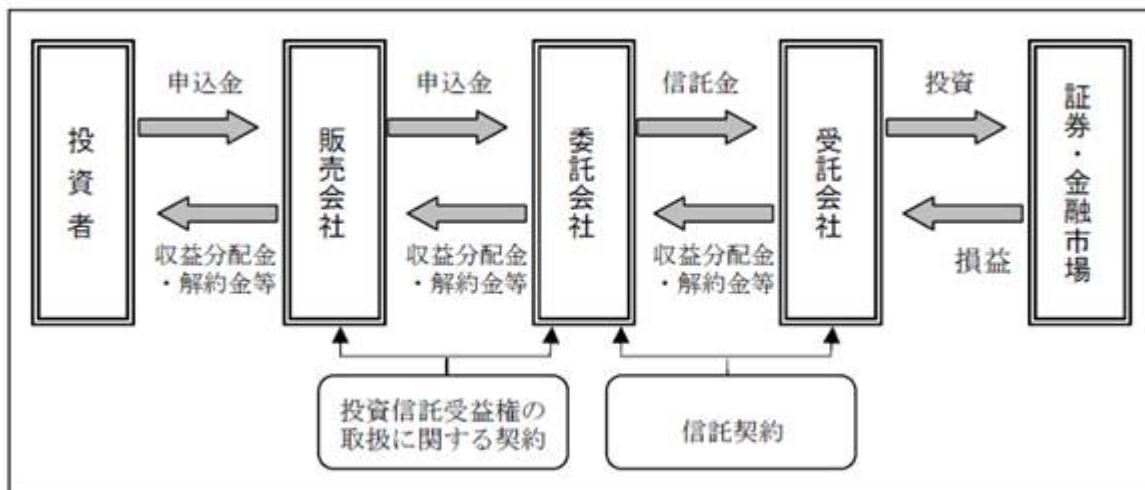 投資者
申込金
収益分配金
・解約金等
販売会社
申込金
収益分配金
・解約金等
委託会社
信託金
収益分配金
・解約金等
受託会社
投資
損益
証券・金融市場
投資信託受益権の
取扱に関する契約
信託契約